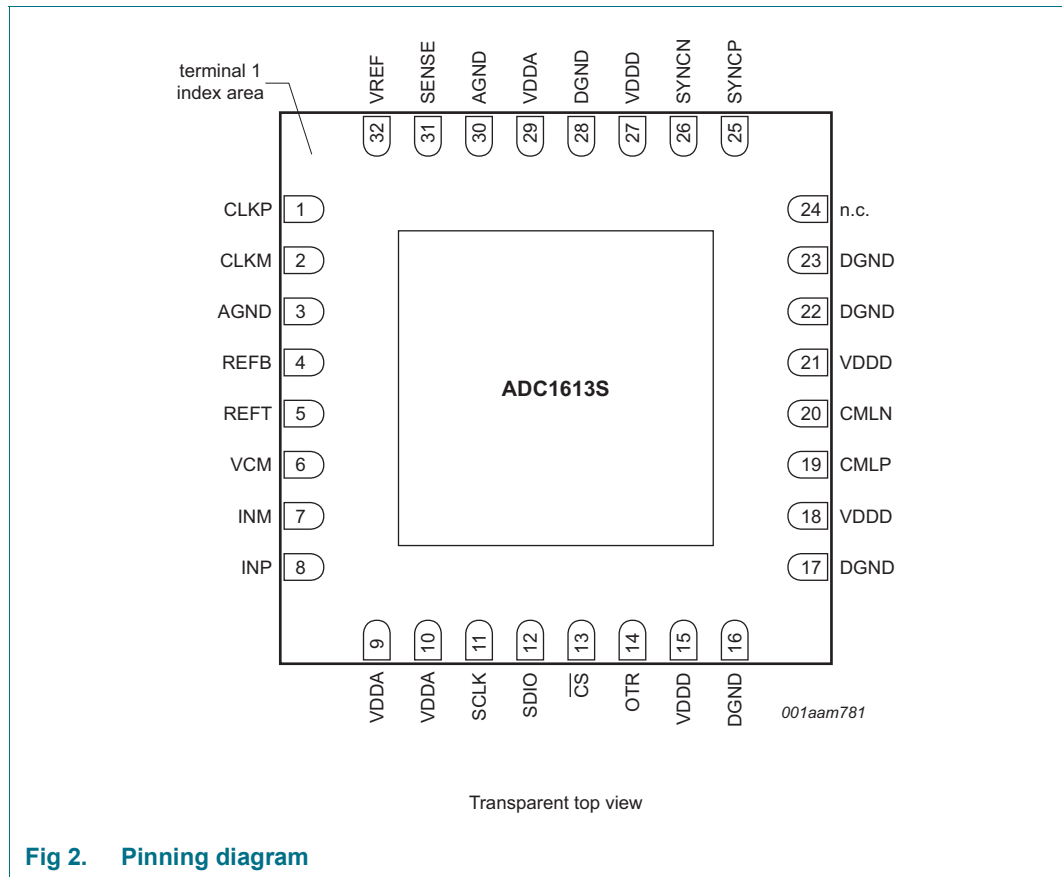 terminal 1
index area
VREF
SENSE
AGND
VDDA
DGND
VDDD
SYNCN
SYNCP
32
31
30
29
28
27
26
25
CLKP 1
CLKM 2
AGND 3
REFB 4
REFT 5
VCM 6
INM 7
INP 8
ADC1613S
24 n.c.
23 DGND
22 DGND
21 VDDD
20 CMLN
19 CMLP
18 VDDD
17 DGND
9
10
11
12
13
14
15
16
VDDA
VDDA
SCLK
SDIO
C̅S̅
OTR
VDDD
DGND
001aam781
Transparent top view
Fig 2. Pinning diagram